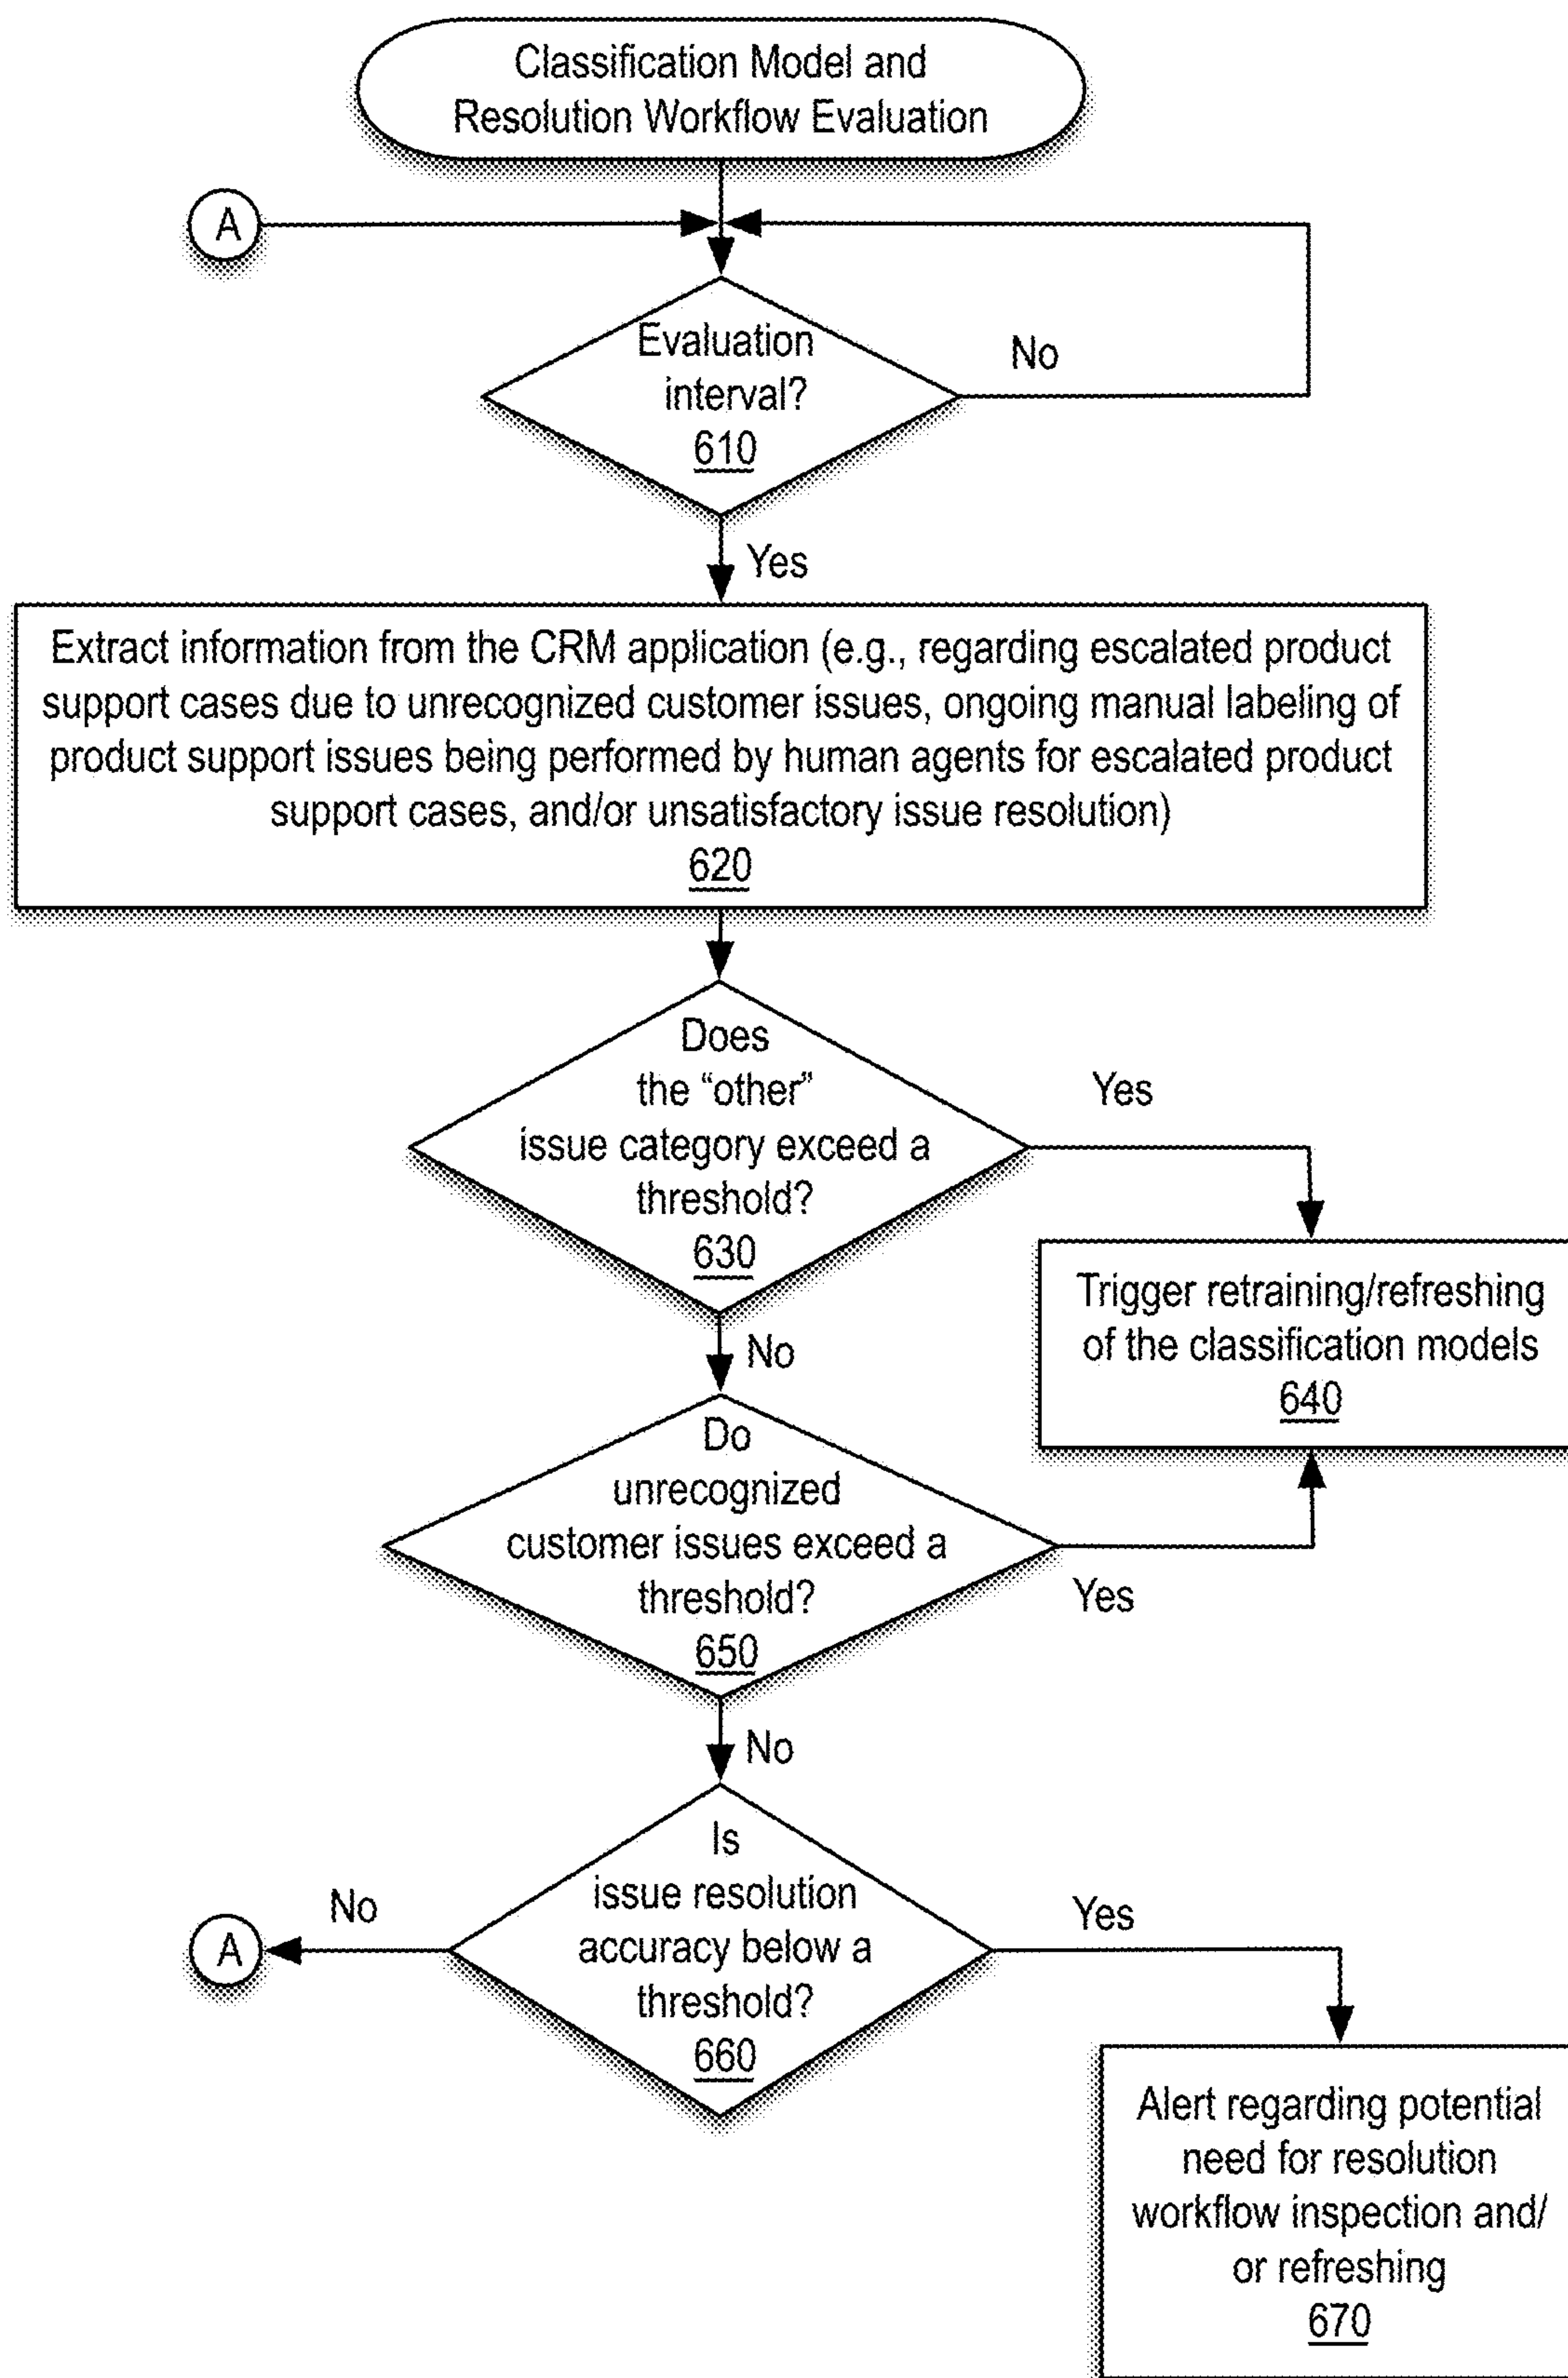 Classification Model and
Resolution Workflow Evaluation
A
Evaluation
interval?
610
No
Yes
Extract information from the CRM application (e.g., regarding escalated product
support cases due to unrecognized customer issues, ongoing manual labeling of
product support issues being performed by human agents for escalated product
support cases, and/or unsatisfactory issue resolution)
620
Does
the “other”
issue category exceed a
threshold?
630
Yes
No
Trigger retraining/refreshing
of the classification models
640
Do
unrecognized
customer issues exceed a
threshold?
650
Yes
No
Is
issue resolution
accuracy below a
threshold?
660
No
A
Yes
Alert regarding potential
need for resolution
workflow inspection and/
or refreshing
670